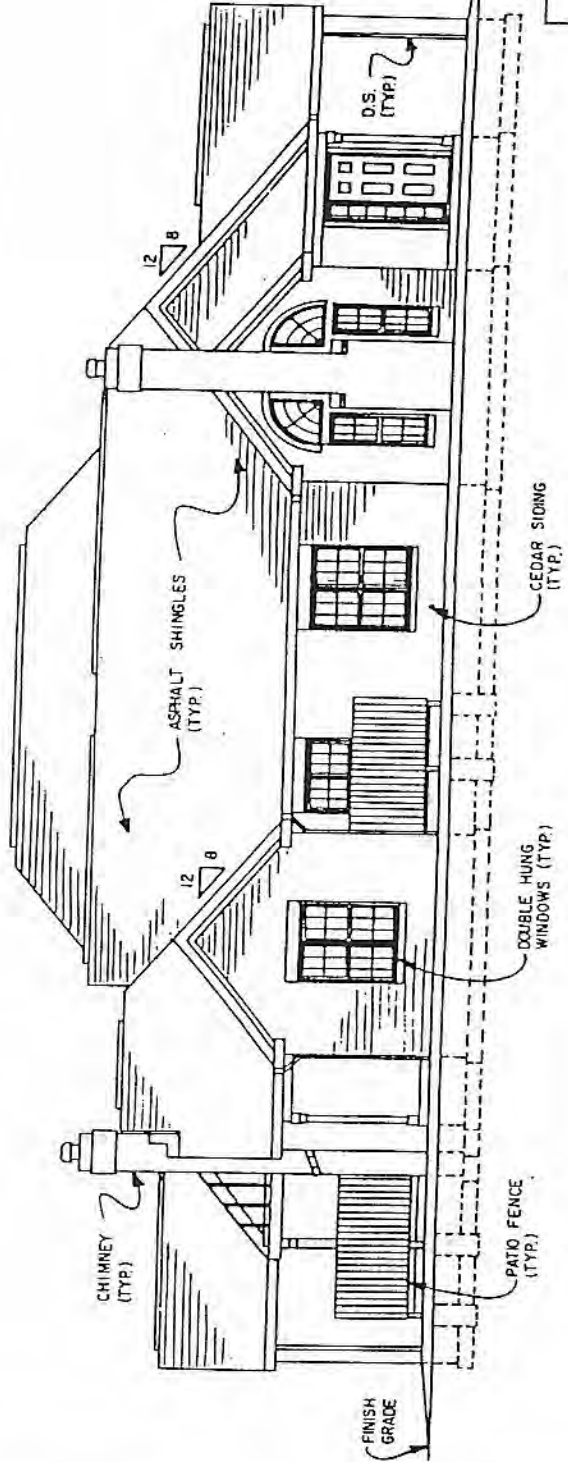 CHIMNEY
(TYP.)
12
8
ASPHALT SHINGLES
(TYP.)
12
8
FINISH
GRADE
PATIO FENCE
(TYP.)
DOUBLE HUNG
WINDOWS (TYP.)
CEDAR SIDING
(TYP.)
D.S.
(TYP.)